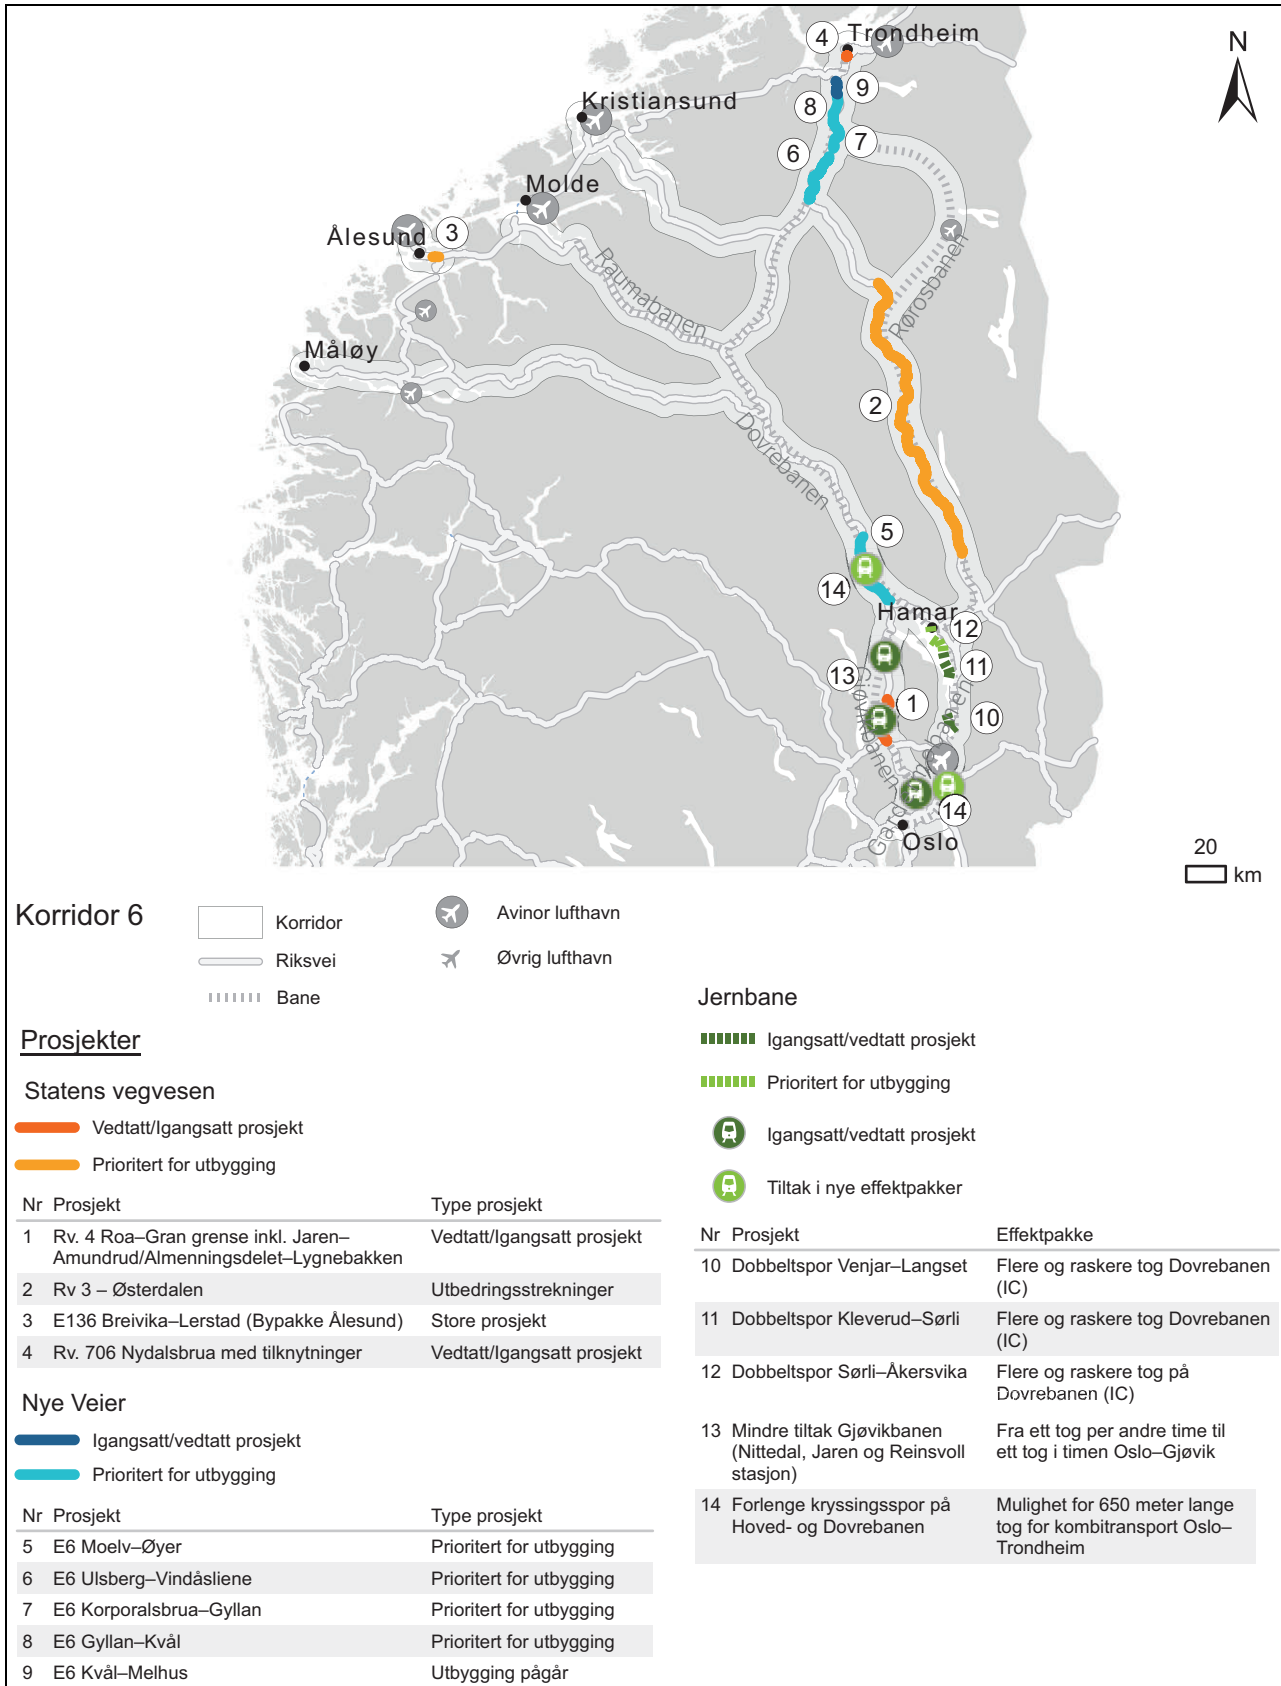 N
4
Trondheim
9
8
Kristiansund
7
6
Molde
Ålesund
3
Raumabanen
Rørosbanen
Måløy
2
Dovrebanen
5
14
Hamar
12
11
13
Gjøvikbanen
1
10
Gardermobanen
14
Oslo
20
km
Korridor 6
Korridor
Riksvei
Bane
Avinor lufthavn
Øvrig lufthavn
Prosjekter
Statens vegvesen
Vedtatt/Igangsatt prosjekt
Prioritert for utbygging
Nr Prosjekt Type prosjekt
1 Rv. 4 Roa–Gran grense inkl. Jaren– Vedtatt/Igangsatt prosjekt
Amundrud/Almenningsdelet–Lygnebakken
2 Rv 3 – Østerdalen Utbedringsstrekninger
3 E136 Breivika–Lerstad (Bypakke Ålesund) Store prosjekt
4 Rv. 706 Nydalsbrua med tilknytninger Vedtatt/Igangsatt prosjekt
Nye Veier
Igangsatt/vedtatt prosjekt
Prioritert for utbygging
Nr Prosjekt Type prosjekt
5 E6 Moelv–Øyer Prioritert for utbygging
6 E6 Ulsberg–Vindåsliene Prioritert for utbygging
7 E6 Korporalsbrua–Gyllan Prioritert for utbygging
8 E6 Gyllan–Kvål Prioritert for utbygging
9 E6 Kvål–Melhus Utbygging pågår
Jernbane
Igangsatt/vedtatt prosjekt
Prioritert for utbygging
Igangsatt/vedtatt prosjekt
Tiltak i nye effektpakker
Nr Prosjekt Effektpakke
10 Dobbeltspor Venjar–Langset Flere og raskere tog Dovrebanen
(IC)
11 Dobbeltspor Kleverud–Sørli Flere og raskere tog Dovrebanen
(IC)
12 Dobbeltspor Sørli–Åkersvika Flere og raskere tog på
Dovrebanen (IC)
13 Mindre tiltak Gjøvikbanen Fra ett tog per andre time til
(Nittedal, Jaren og Reinsvoll ett tog i timen Oslo–Gjøvik
stasjon)
14 Forlenge kryssingsspor på Mulighet for 650 meter lange
Hoved- og Dovrebanen tog for kombitransport Oslo–
Trondheim